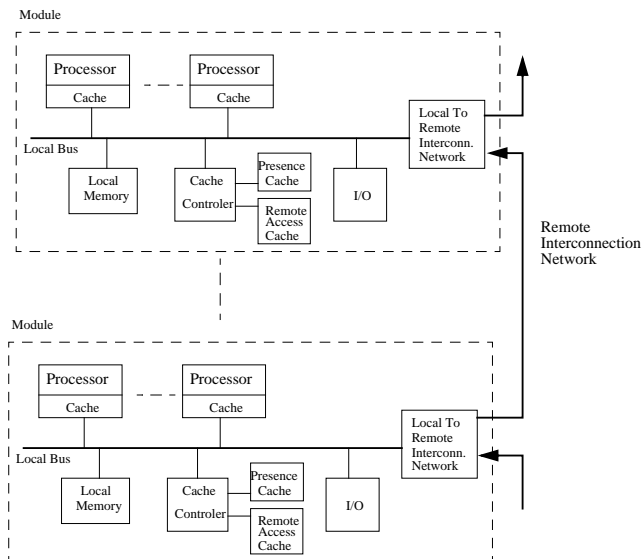 Module
Processor
Cache
Processor
Cache
Local Bus
Local To
Remote
Interconn.
Network
Local
Memory
Cache
Controler
Presence
Cache
Remote
Access
Cache
I/O
Remote
Interconnection
Network
Module
Processor
Cache
Processor
Cache
Local Bus
Local To
Remote
Interconn.
Network
Local
Memory
Cache
Controler
Presence
Cache
Remote
Access
Cache
I/O